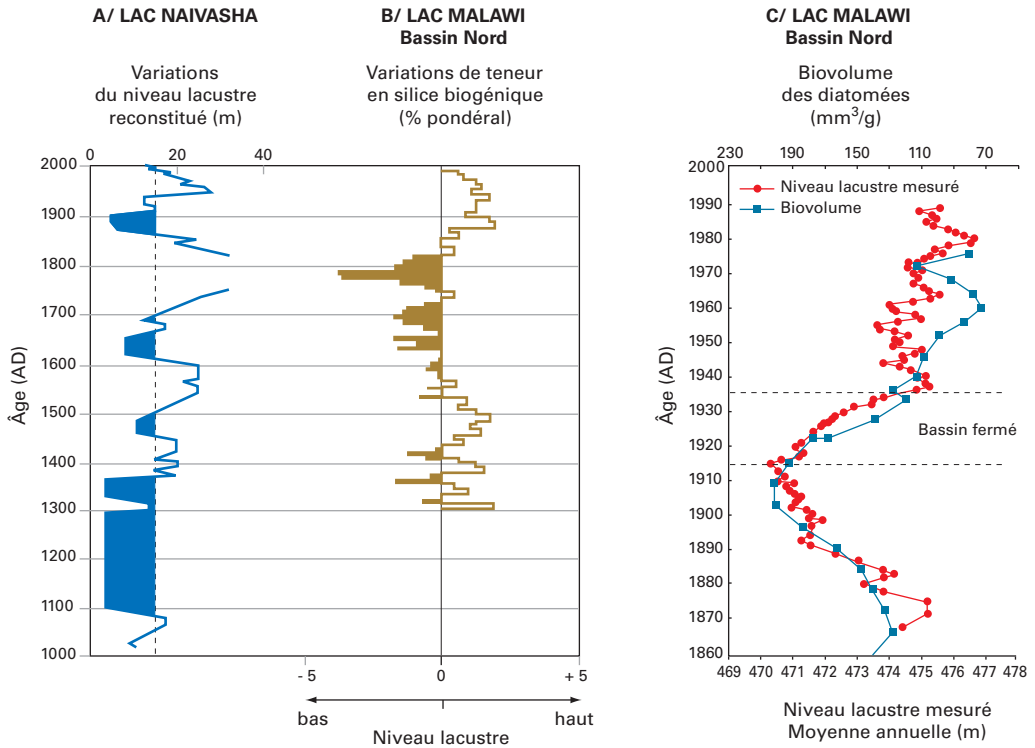 A/ LAC NAIVASHA
Variations
du niveau lacustre
reconstitué (m)
0 20 40
B/ LAC MALAWI
Bassin Nord
Variations de teneur
en silice biogénique
(% pondéral)
Âge (AD)
2000
1900
1800
1700
1600
1500
1400
1300
1200
1100
1000
- 5 0 + 5
bas haut
Niveau lacustre
C/ LAC MALAWI
Bassin Nord
Biovolume
des diatomées
(mm³/g)
230 190 150 110 70
Niveau lacustre mesuré
Biovolume
Âge (AD)
2000
1990
1980
1970
1960
1950
1940
1930
1920
1910
1900
1890
1880
1870
1860
Bassin fermé
469 470 471 472 473 474 475 476 477 478
Niveau lacustre mesuré
Moyenne annuelle (m)